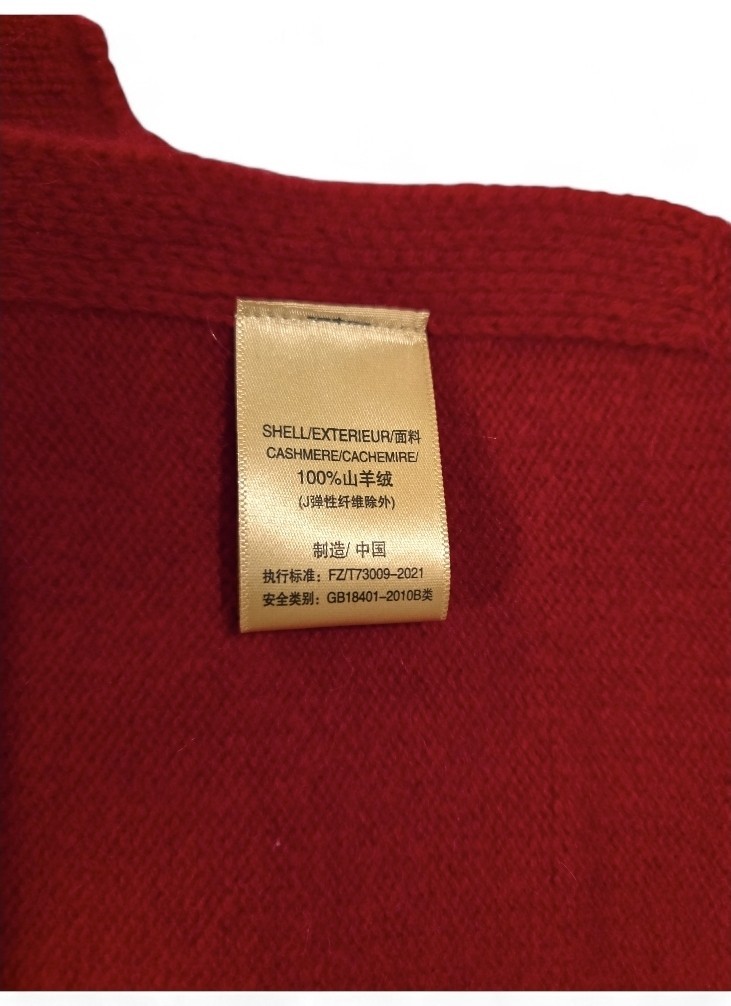 SHELL/EXTERIEUR/面料
CASHMERE/CACHEMIRE/
100%山羊绒
(J弹性纤维除外)
制造/ 中国
执行标准：FZ/T73009-2021
安全类别：GB18401-2010B类